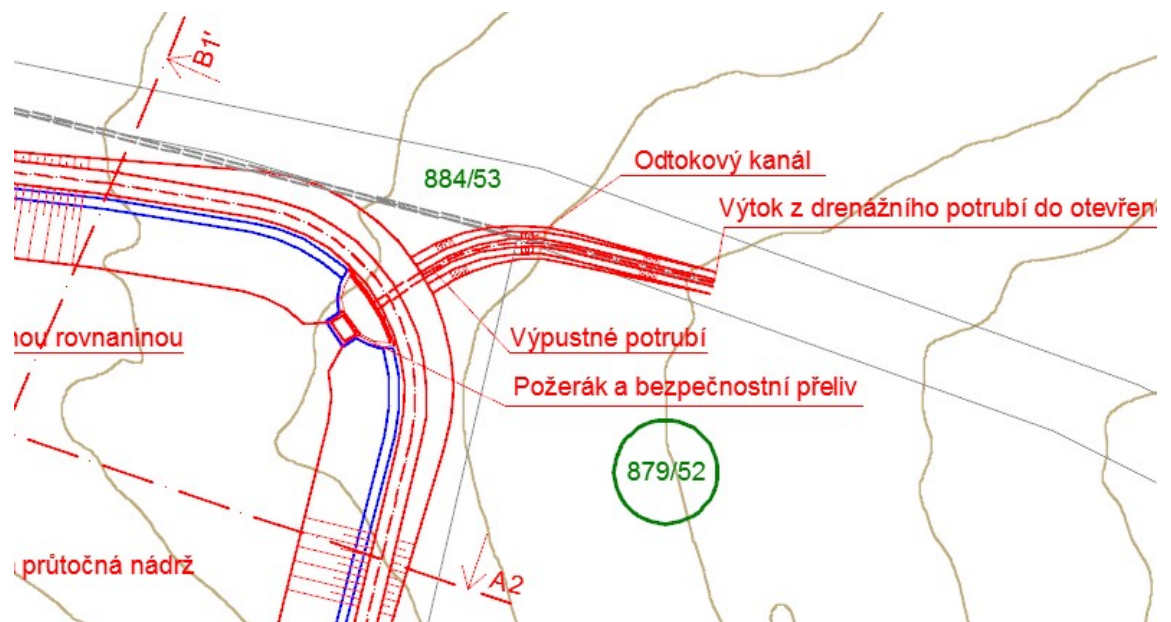 B1'
Odtokový kanál
884/53
Výtok z drenážního potrubí do otevřen
nou rovnaninou
Výpustné potrubí
Požerák a bezpečnostní přeliv
879/52
průtočná nádrž
A2